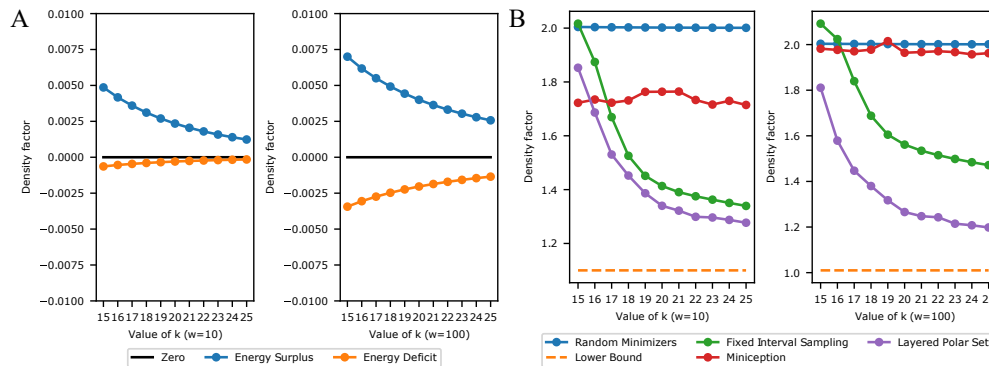 A
B
Density factor
0.0100
0.0075
0.0050
0.0025
0.0000
−0.0025
−0.0050
−0.0075
−0.0100
15 16 17 18 19 20 21 22 23 24 25
Value of k (w=10)
Density factor
0.0100
0.0075
0.0050
0.0025
0.0000
−0.0025
−0.0050
−0.0075
−0.0100
15 16 17 18 19 20 21 22 23 24 25
Value of k (w=100)
Zero
Energy Surplus
Energy Deficit
Density factor
2.0
1.8
1.6
1.4
1.2
15 16 17 18 19 20 21 22 23 24 25
Value of k (w=10)
Density factor
2.0
1.8
1.6
1.4
1.2
1.0
15 16 17 18 19 20 21 22 23 24 25
Value of k (w=100)
Random Minimizers
Fixed Interval Sampling
Layered Polar Set
Lower Bound
Miniception